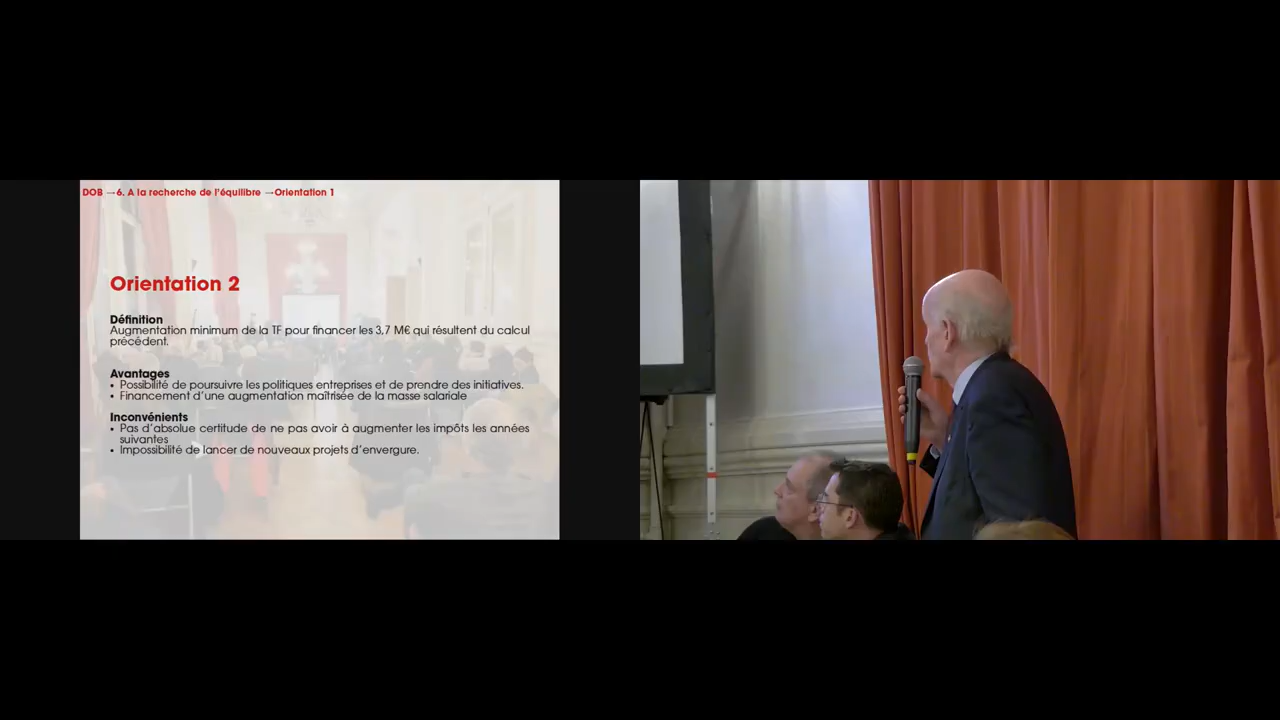 DOB →6. A la recherche de l'équilibre →Orientation 1
Orientation 2
Définition
Augmentation minimum de la TF pour financer les 3,7 M€ qui résultent du calcul
précédent.
Avantages
• Possibilité de poursuivre les politiques entreprises et de prendre des initiatives.
• Financement d'une augmentation maîtrisée de la masse salariale
Inconvénients
• Pas d'absolue certitude de ne pas avoir à augmenter les impôts les années
suivantes
• Impossibilité de lancer de nouveaux projets d'envergure.